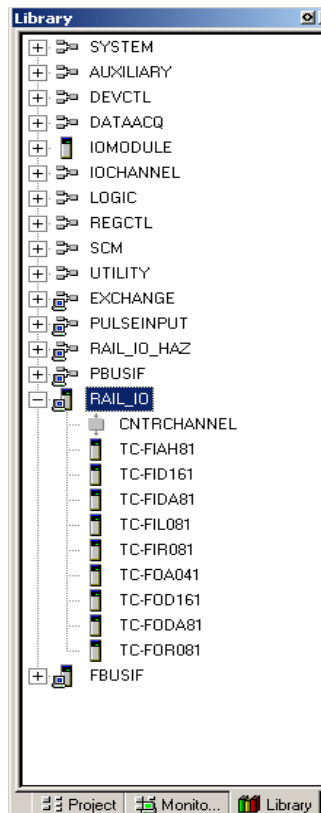 Library
SYSTEM
AUXILIARY
DEVCTL
DATAACQ
IOMODULE
IOCHANNEL
LOGIC
REGCTL
SCM
UTILITY
EXCHANGE
PULSEINPUT
RAIL_IO_HAZ
PBUSIF
RAIL_IO
CNTRCHANNEL
TC-FIAH81
TC-FID161
TC-FIDA81
TC-FIL081
TC-FIR081
TC-FOA041
TC-FOD161
TC-FODA81
TC-FOR081
FBUSIF
Project Monito... Library